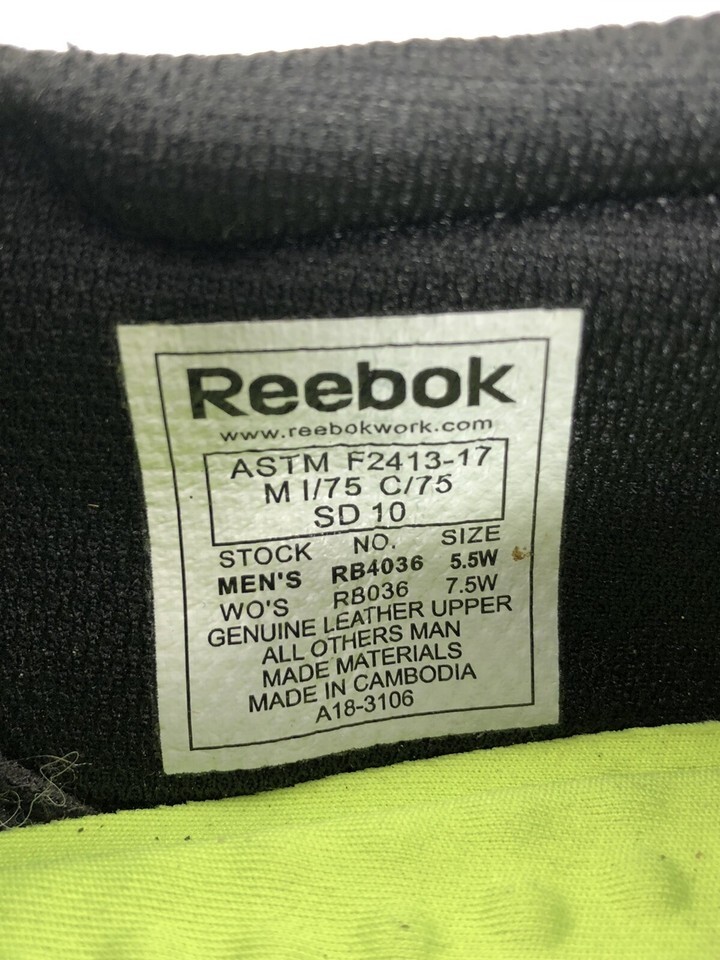 Reebok
www.reebokwork.com
ASTM F2413-17
M I/75 C/75
SD 10
STOCK NO. SIZE
MEN'S RB4036 5.5W
WO'S RB036 7.5W
GENUINE LEATHER UPPER
ALL OTHERS MAN
MADE MATERIALS
MADE IN CAMBODIA
A18-3106